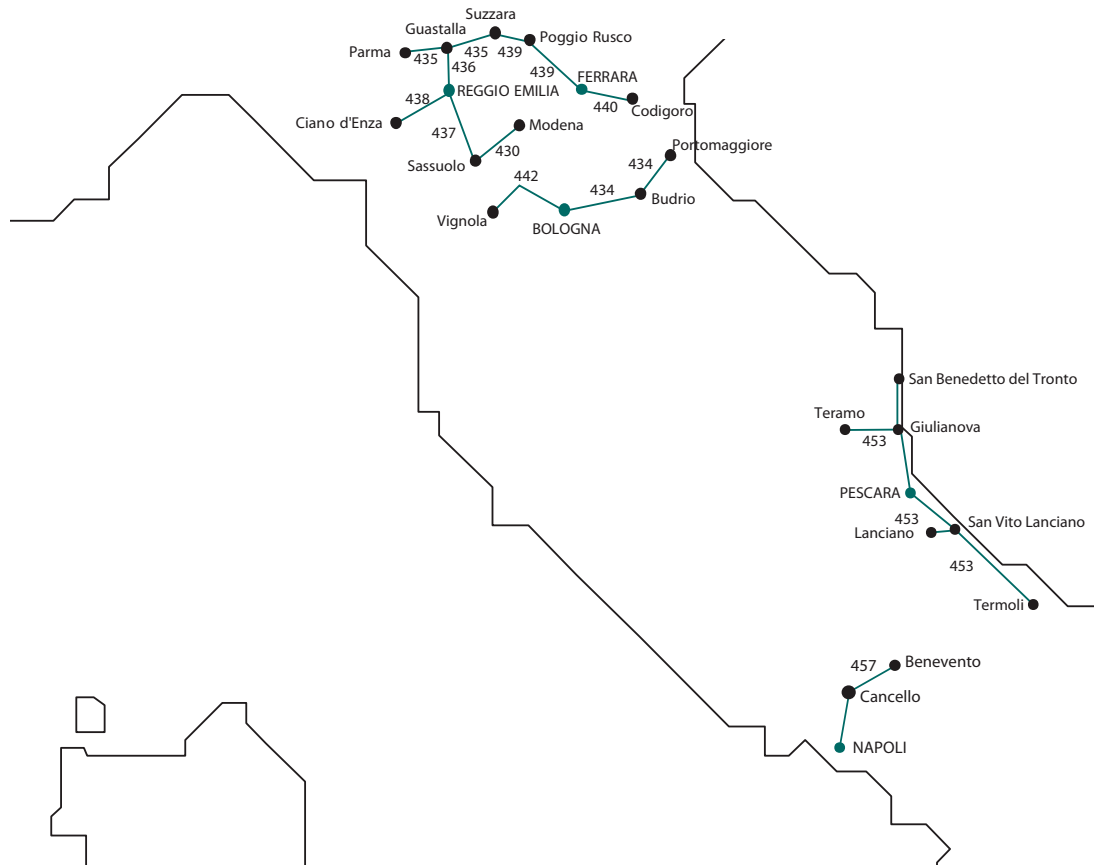 Suzzara
Guastalla
Poggio Rusco
Parma
435
435
439
436
439
FERRARA
REGGIO EMILIA
438
440
Codigoro
Ciano d'Enza
437
Modena
430
Portomaggiore
Sassuolo
434
442
434
Budrio
Vignola
BOLOGNA
San Benedetto del Tronto
Teramo
Giulianova
453
PESCARA
453
San Vito Lanciano
Lanciano
453
Termoli
457
Benevento
Cancello
NAPOLI